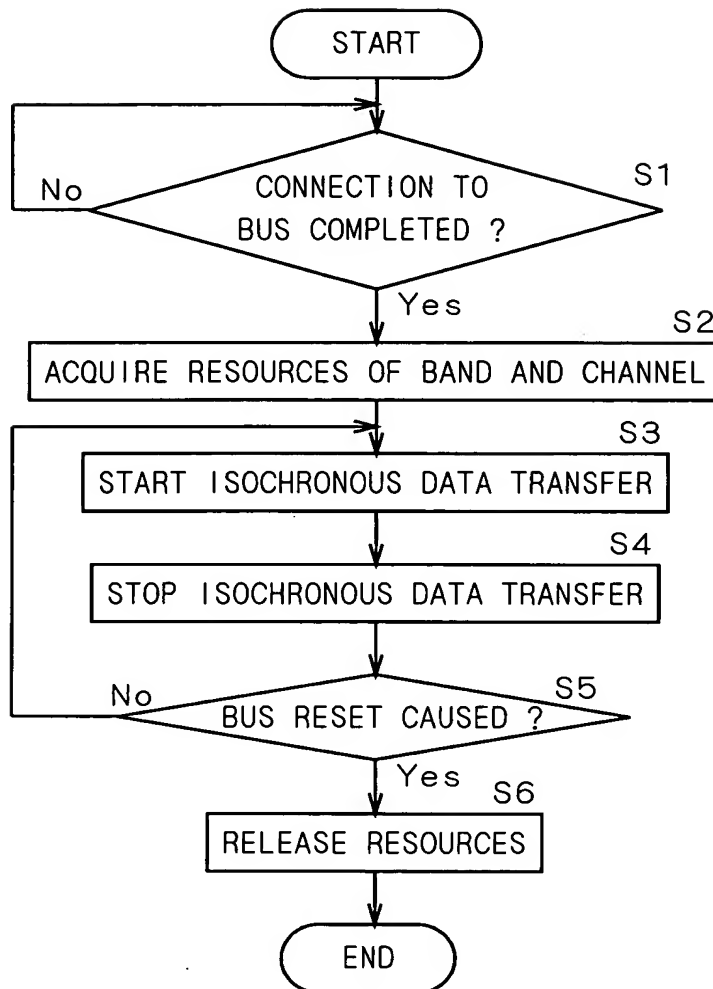 START
S1
CONNECTION TO
BUS COMPLETED ?
No
Yes
S2
ACQUIRE RESOURCES OF BAND AND CHANNEL
S3
START ISOCHRONOUS DATA TRANSFER
S4
STOP ISOCHRONOUS DATA TRANSFER
S5
BUS RESET CAUSED ?
No
Yes
S6
RELEASE RESOURCES
END